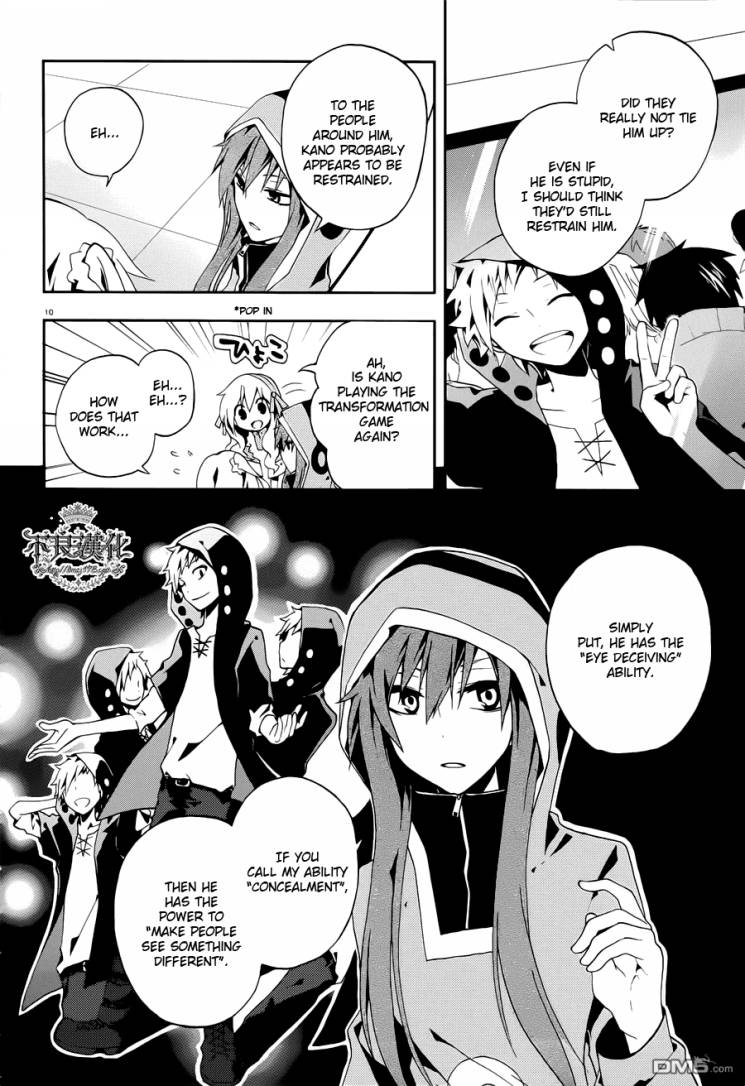 DID THEY
REALLY NOT TIE
HIM UP?
EVEN IF
HE IS STUPID,
I SHOULD THINK
THEY'D STILL
RESTRAIN HIM.
TO THE
PEOPLE
AROUND HIM,
KANO PROBABLY
APPEARS TO BE
RESTRAINED.
EH...
10
*POP IN
ひょこ
AH,
IS KANO
PLAYING THE
TRANSFORMATION
GAME
AGAIN?
EH...
EH...?
HOW
DOES THAT
WORK...
不良漢化
SIMPLY
PUT, HE HAS THE
"EYE DECEIVING"
ABILITY.
IF YOU
CALL MY ABILITY
"CONCEALMENT",
THEN HE
HAS THE
POWER TO
"MAKE PEOPLE
SEE SOMETHING
DIFFERENT".
DM5.com